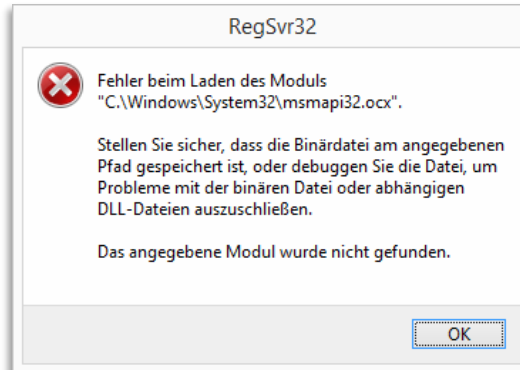 RegSvr32
Fehler beim Laden des Moduls
"C.\Windows\System32\msmapi32.ocx".
Stellen Sie sicher, dass die Binärdatei am angegebenen
Pfad gespeichert ist, oder debuggen Sie die Datei, um
Probleme mit der binären Datei oder abhängigen
DLL-Dateien auszuschließen.
Das angegebene Modul wurde nicht gefunden.
OK